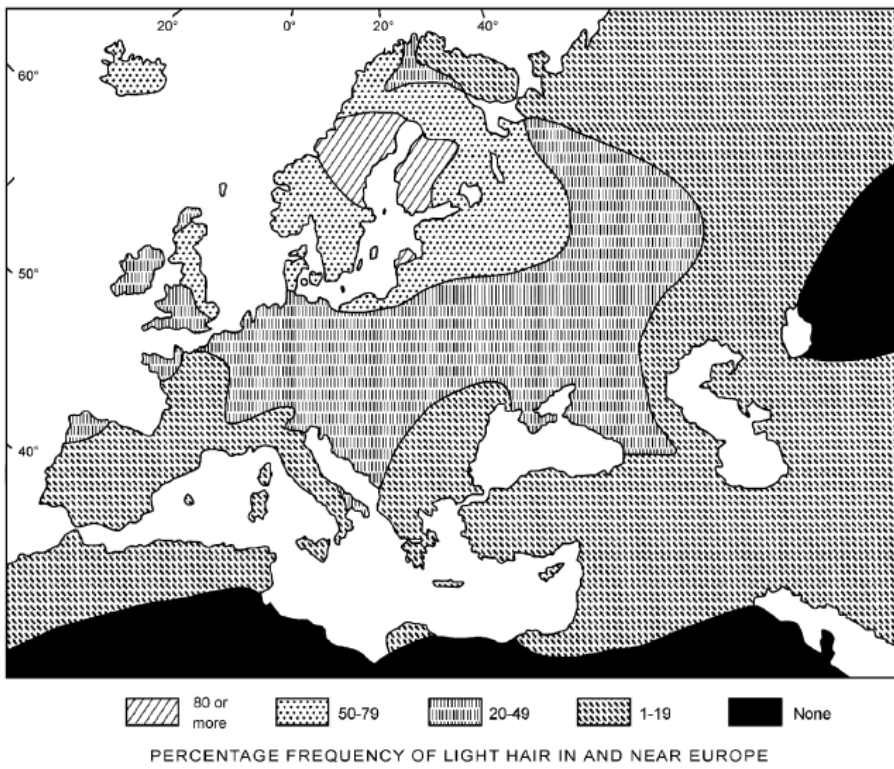 20° 0° 20° 40°
60°
50°
40°
80 or more
50-79
20-49
1-19
None
PERCENTAGE FREQUENCY OF LIGHT HAIR IN AND NEAR EUROPE